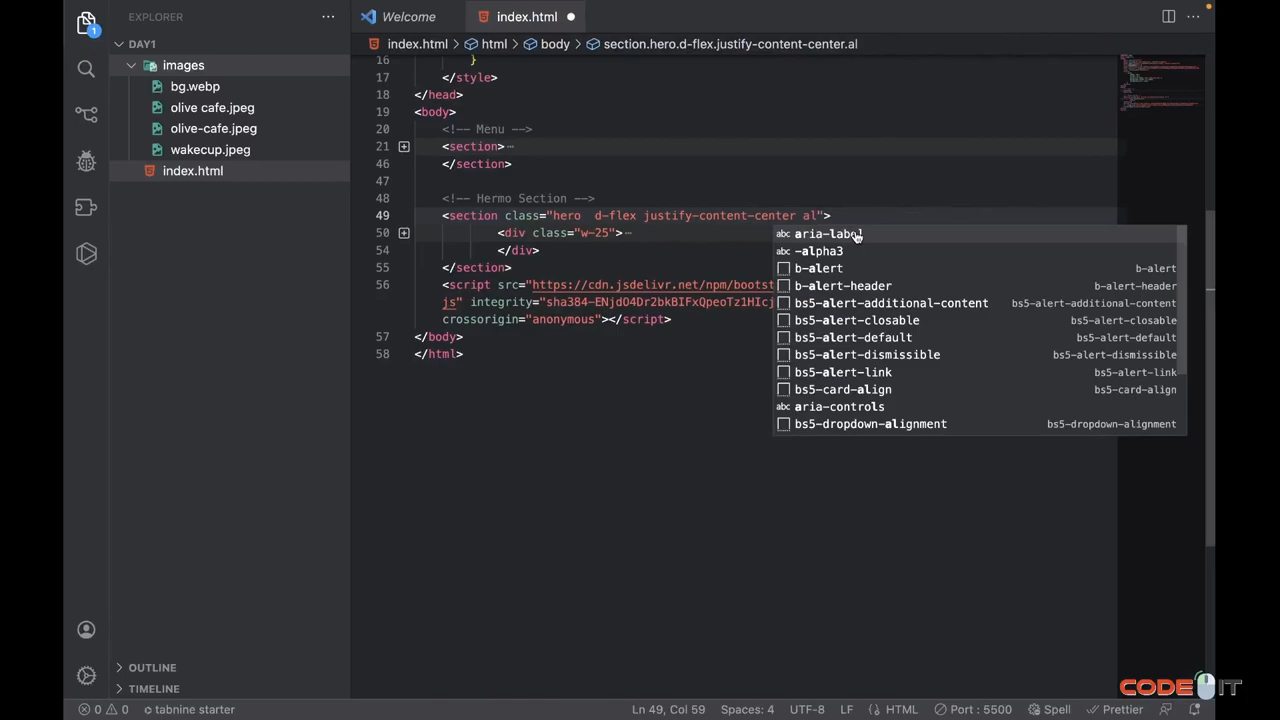 EXPLORER
Welcome
index.html
DAY1
index.html > html > body > section.hero.d-flex.justify-content-center.al
images
bg.webp
olive cafe.jpeg
olive-cafe.jpeg
wakecup.jpeg
index.html
16 }
17 </style>
18 </head>
19 <body>
20 <!-- Menu -->
21 <section>
46 </section>
47
48 <!-- Hermo Section -->
49 <section class="hero  d-flex justify-content-center al">
50 <div class="w-25">
54 </div>
55 </section>
56 <script src="https://cdn.jsdelivr.net/npm/boots
js" integrity="sha384-ENjdO4Dr2bkBIFxQpeoTz1HIcj
crossorigin="anonymous"></script>
57 </body>
58 </html>
abc aria-label
abc -alpha3
b-alert b-alert
b-alert-header b-alert-header
bs5-alert-additional-content bs5-alert-additional-content
bs5-alert-closable bs5-alert-closable
bs5-alert-default bs5-alert-default
bs5-alert-dismissible bs5-alert-dismissible
bs5-alert-link bs5-alert-link
bs5-card-align bs5-card-align
abc aria-controls
bs5-dropdown-alignment bs5-dropdown-alignment
1
OUTLINE
TIMELINE
CODE IT
0 0 tabnine starter Ln 49, Col 59 Spaces: 4 UTF-8 LF HTML Port : 5500 Spell Prettier